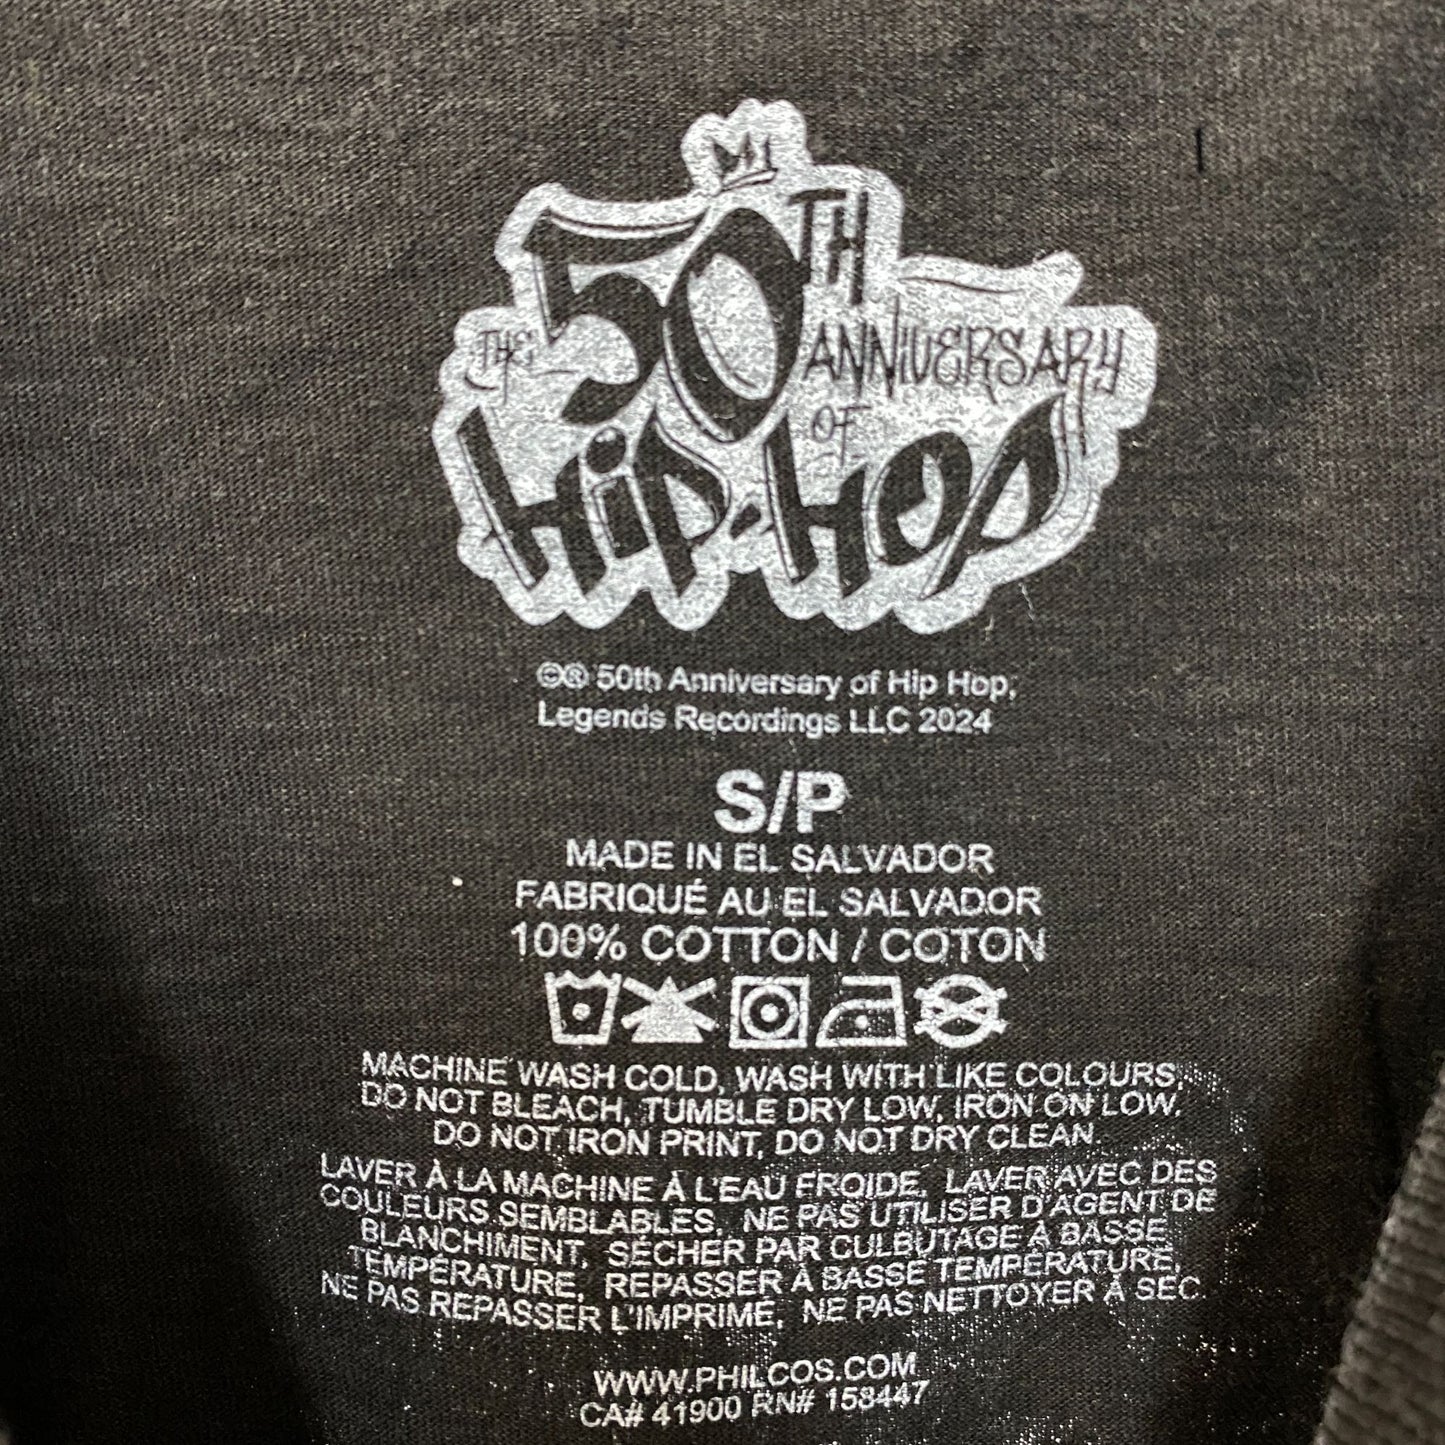 THE 50TH ANNIVERSARY
OF
HIP-HOP
©® 50th Anniversary of Hip Hop,
Legends Recordings LLC 2024
S/P
MADE IN EL SALVADOR
FABRIQUÉ AU EL SALVADOR
100% COTTON / COTON
MACHINE WASH COLD, WASH WITH LIKE COLOURS,
DO NOT BLEACH, TUMBLE DRY LOW, IRON ON LOW.
DO NOT IRON PRINT, DO NOT DRY CLEAN.
LAVER À LA MACHINE À L'EAU FROIDE, LAVER AVEC DES
COULEURS SEMBLABLES, NE PAS UTILISER D'AGENT DE
BLANCHIMENT, SÉCHER PAR CULBUTAGE À BASSE
TEMPÉRATURE, REPASSER À BASSE TEMPÉRATURE,
NE PAS REPASSER L'IMPRIMÉ, NE PAS NETTOYER À SEC.
WWW.PHILCOS.COM
CA# 41900 RN# 158447